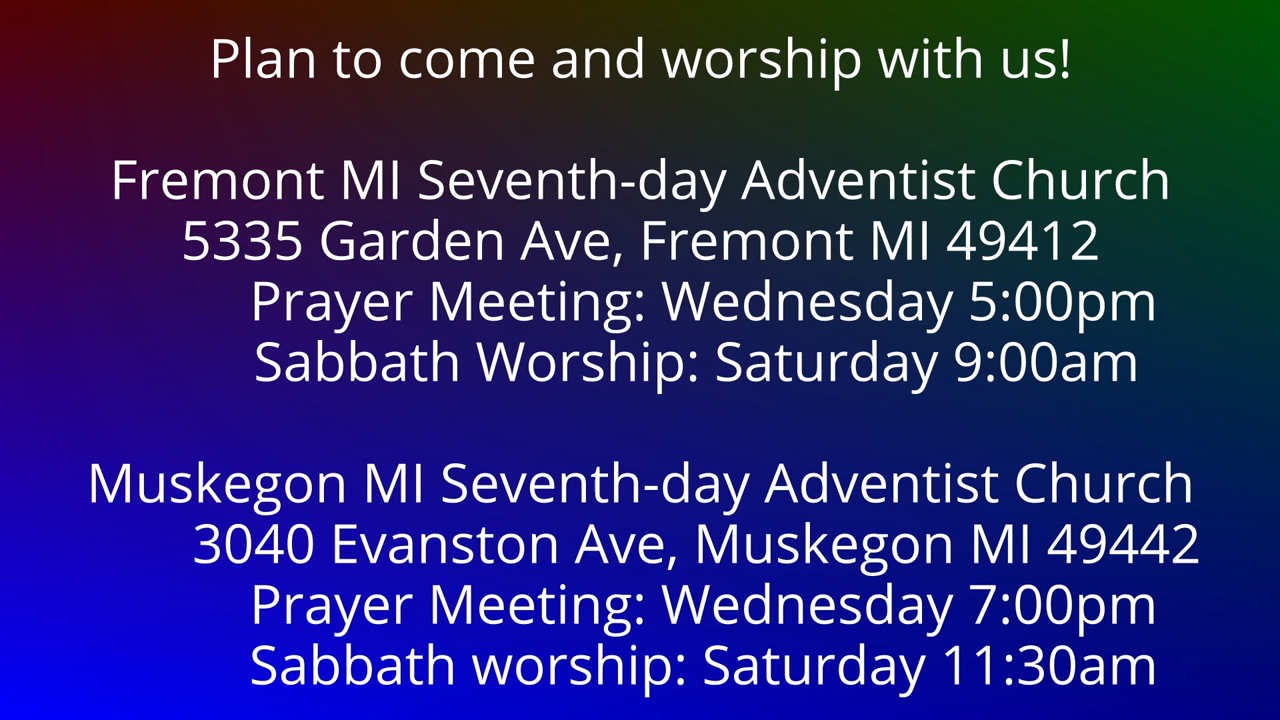 Plan to come and worship with us!
Fremont MI Seventh-day Adventist Church
5335 Garden Ave, Fremont MI 49412
Prayer Meeting: Wednesday 5:00pm
Sabbath Worship: Saturday 9:00am
Muskegon MI Seventh-day Adventist Church
3040 Evanston Ave, Muskegon MI 49442
Prayer Meeting: Wednesday 7:00pm
Sabbath worship: Saturday 11:30am